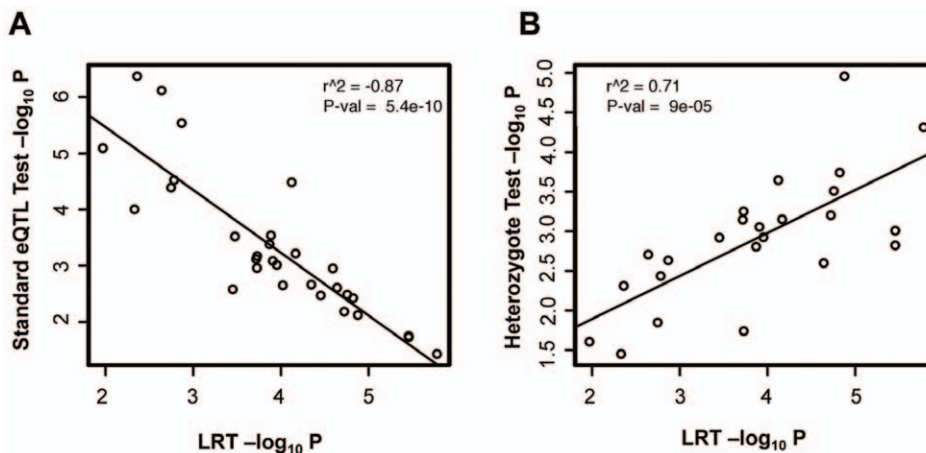 A
Standard eQTL Test –log10 P
6
5
4
3
2
r^2 = -0.87
P-val = 5.4e-10
2 3 4 5
LRT –log10 P
B
Heterozygote Test –log10 P
5.0
4.5
4.0
3.5
3.0
2.5
2.0
1.5
r^2 = 0.71
P-val = 9e-05
2 3 4 5
LRT –log10 P